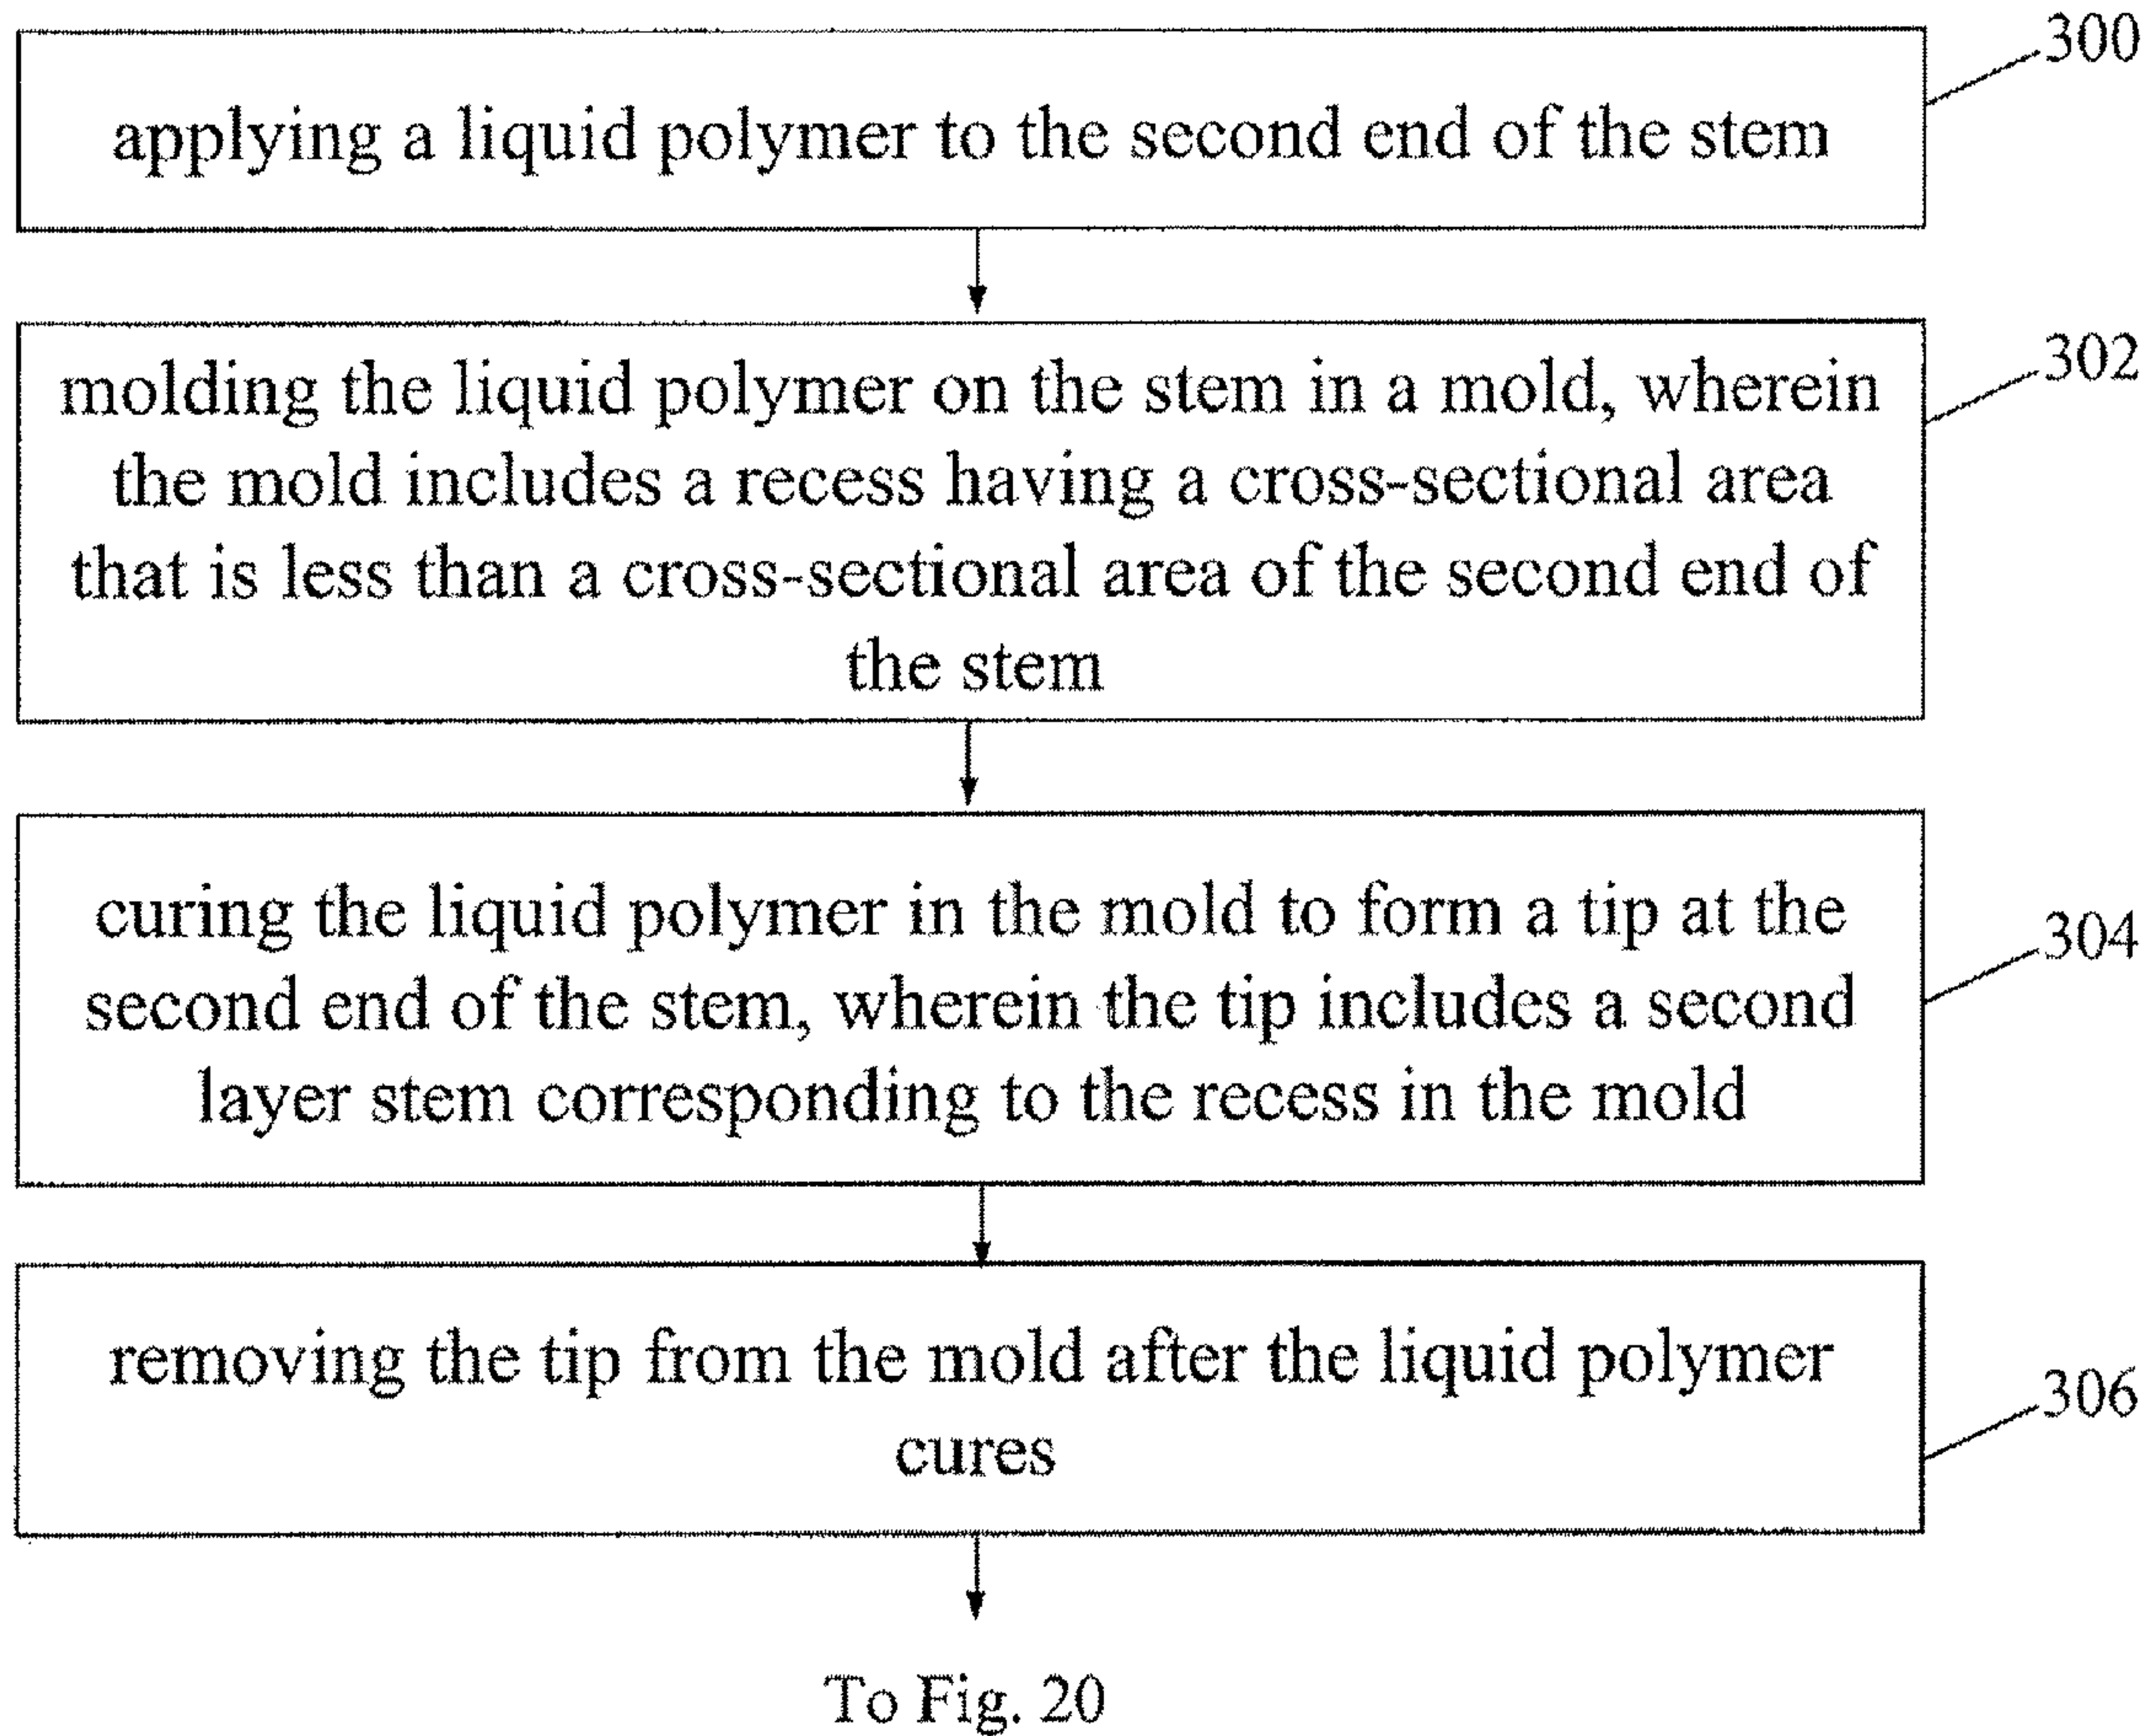 300
applying a liquid polymer to the second end of the stem
302
molding the liquid polymer on the stem in a mold, wherein
the mold includes a recess having a cross-sectional area
that is less than a cross-sectional area of the second end of
the stem
304
curing the liquid polymer in the mold to form a tip at the
second end of the stem, wherein the tip includes a second
layer stem corresponding to the recess in the mold
306
removing the tip from the mold after the liquid polymer
cures
To Fig. 20